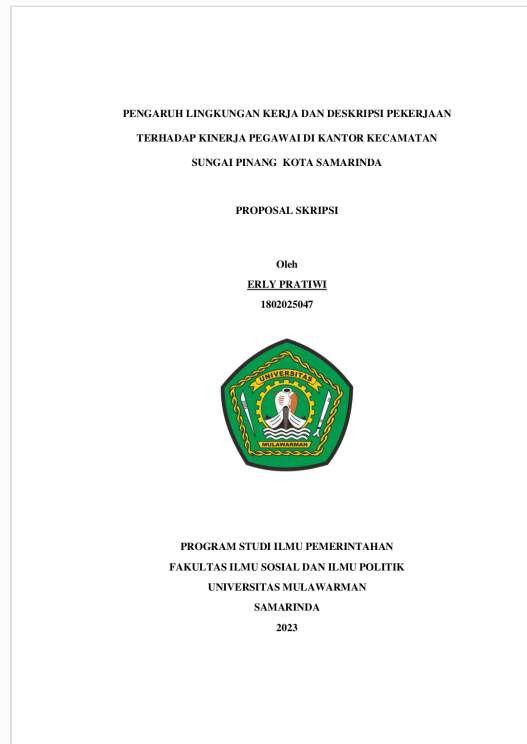 PENGARUH LINGKUNGAN KERJA DAN DESKRIPSI PEKERJAAN
TERHADAP KINERJA PEGAWAI DI KANTOR KECAMATAN
SUNGAI PINANG KOTA SAMARINDA
PROPOSAL SKRIPSI
Oleh
ERLY PRATIWI
1802025047
UNIVERSITAS
MULAWARMAN
PROGRAM STUDI ILMU PEMERINTAHAN
FAKULTAS ILMU SOSIAL DAN ILMU POLITIK
UNIVERSITAS MULAWARMAN
SAMARINDA
2023